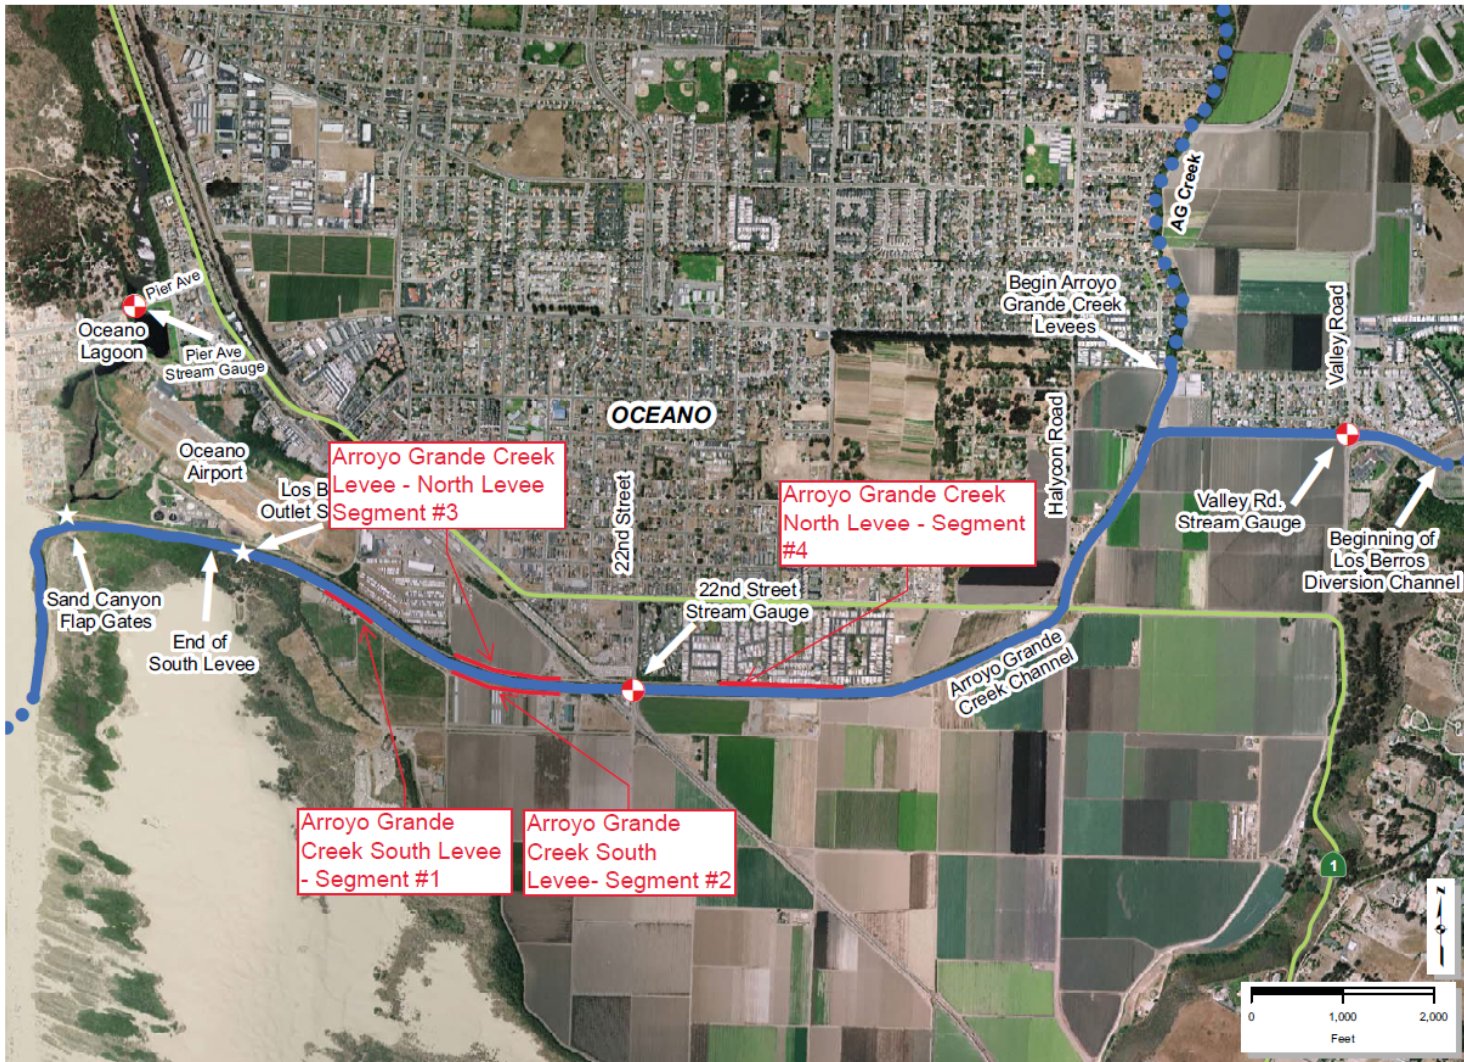 AG Creek
Begin Arroyo
Grande Creek
Levees
Valley Road
Pier Ave
Oceano
Lagoon
Pier Ave
Stream Gauge
OCEANO
Halycon Road
Oceano
Airport
Arroyo Grande Creek
Levee - North Levee
Segment #3
Los B
Outlet S
22nd Street
Arroyo Grande Creek
North Levee - Segment
#4
Valley Rd.
Stream Gauge
Beginning of
Los Berros
Diversion Channel
Sand Canyon
Flap Gates
End of
South Levee
22nd Street
Stream Gauge
Arroyo Grande
Creek Channel
Arroyo Grande
Creek South Levee
- Segment #1
Arroyo Grande
Creek South
Levee- Segment #2
1
N
0 1,000 2,000
Feet